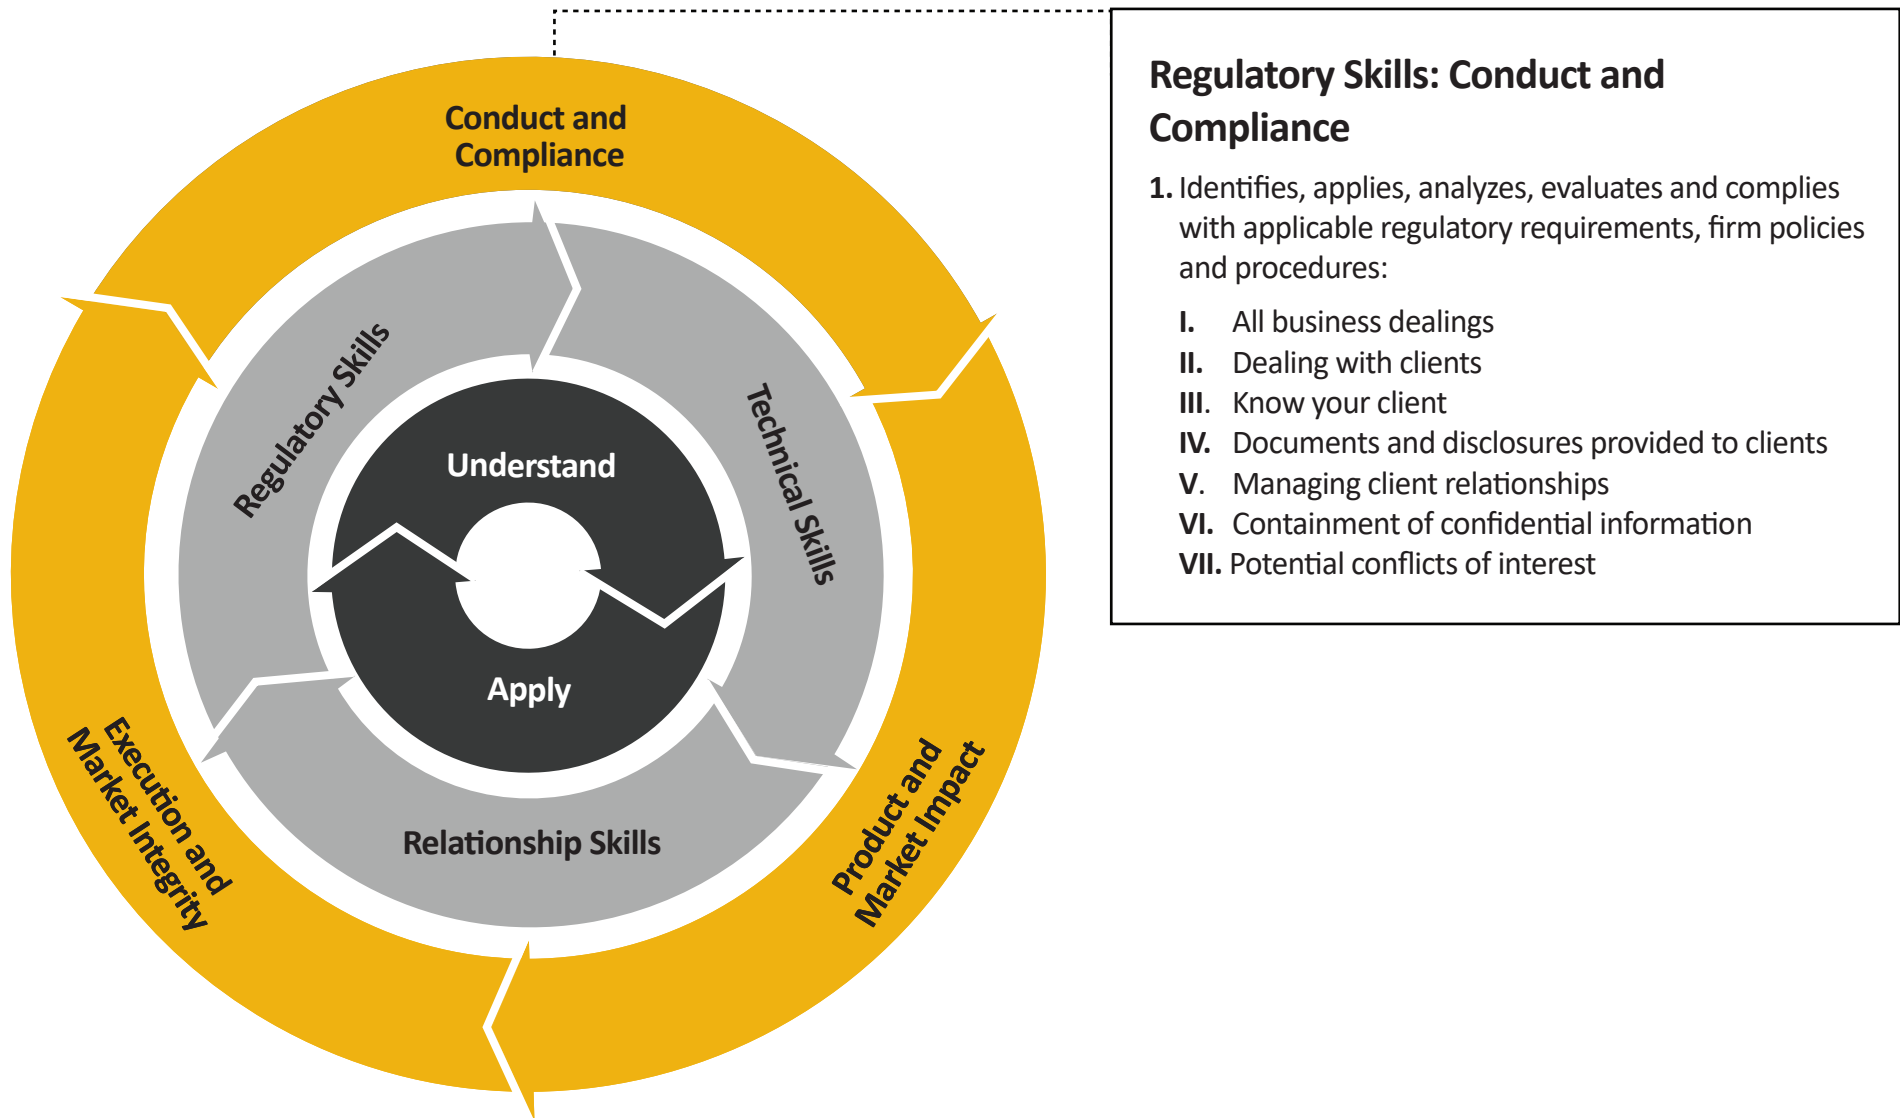 Conduct and
Compliance
Regulatory Skills
Technical Skills
Understand
Apply
Relationship Skills
Execution and
Market Integrity
Product and
Market Impact
Regulatory Skills: Conduct and
Compliance
1. Identifies, applies, analyzes, evaluates and complies
with applicable regulatory requirements, firm policies
and procedures:
I. All business dealings
II. Dealing with clients
III. Know your client
IV. Documents and disclosures provided to clients
V. Managing client relationships
VI. Containment of confidential information
VII. Potential conflicts of interest